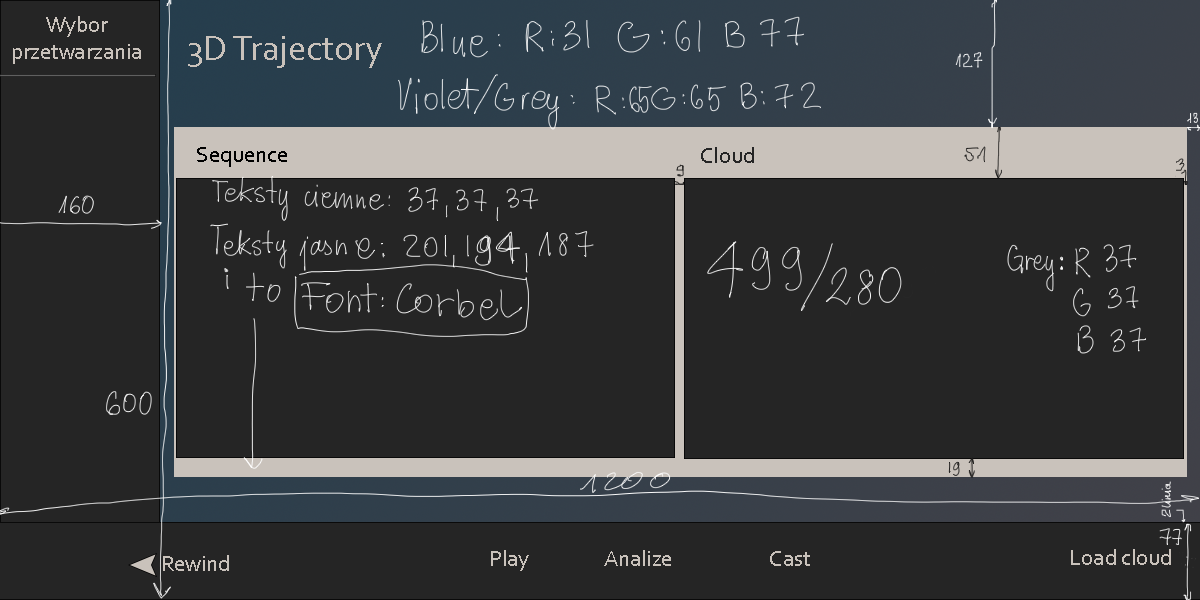 Wybor
przetwarzania
3D Trajectory
Blue: R:31 G:61 B 77
Violet/Grey: R:65G:65 B:72
127
13
Sequence
Cloud
51
9
3
Teksty ciemne: 37,37,37
Teksty jasne: 201,194,187
i to
Font: Corbel
160
499/280
Grey: R 37
G 37
B 37
600
19
1200
2linia
77
Rewind
Play
Analize
Cast
Load cloud